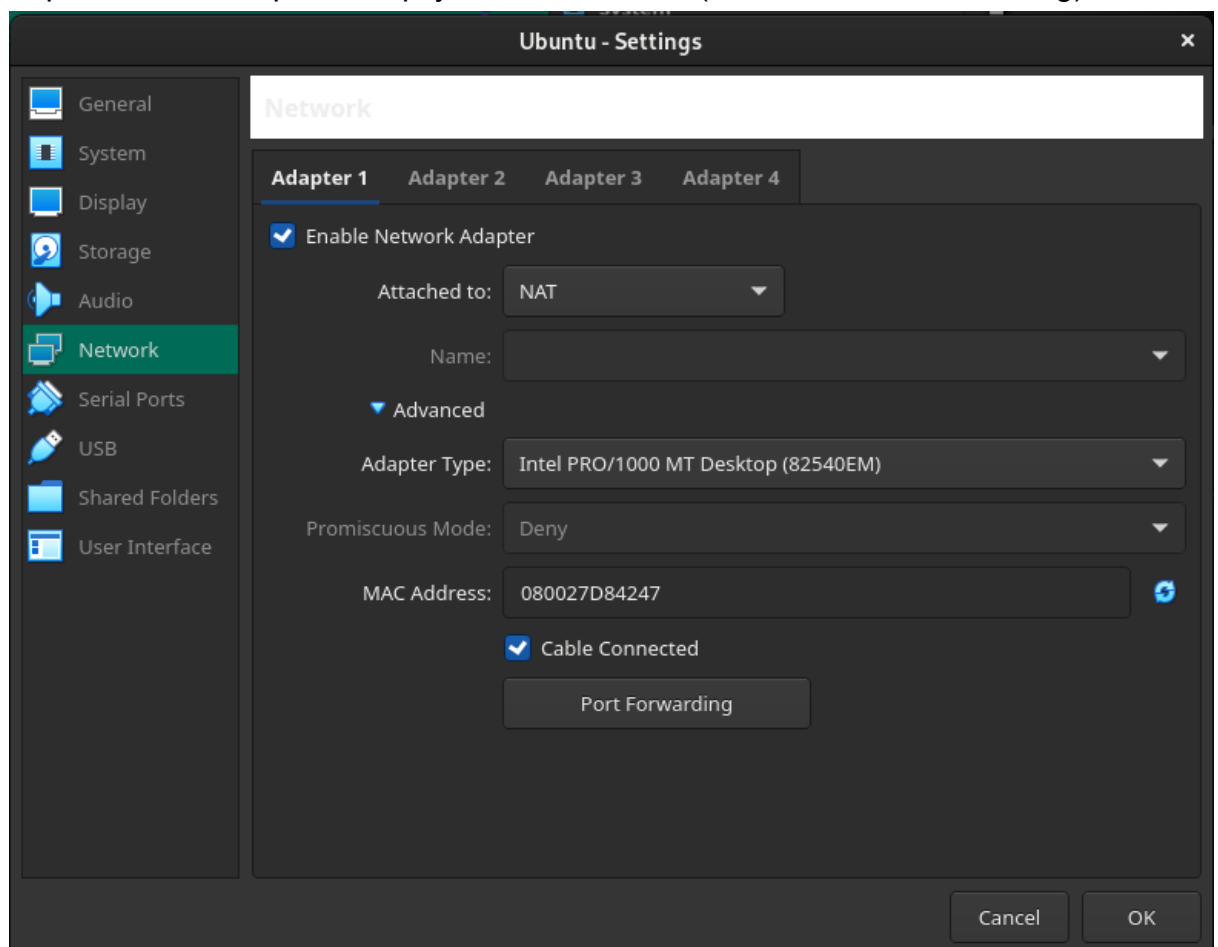 Ubuntu - Settings
General
System
Display
Storage
Audio
Network
Serial Ports
USB
Shared Folders
User Interface
Network
Adapter 1 Adapter 2 Adapter 3 Adapter 4
Enable Network Adapter
Attached to: NAT
Name:
Advanced
Adapter Type: Intel PRO/1000 MT Desktop (82540EM)
Promiscuous Mode: Deny
MAC Address: 080027D84247
Cable Connected
Port Forwarding
Cancel OK